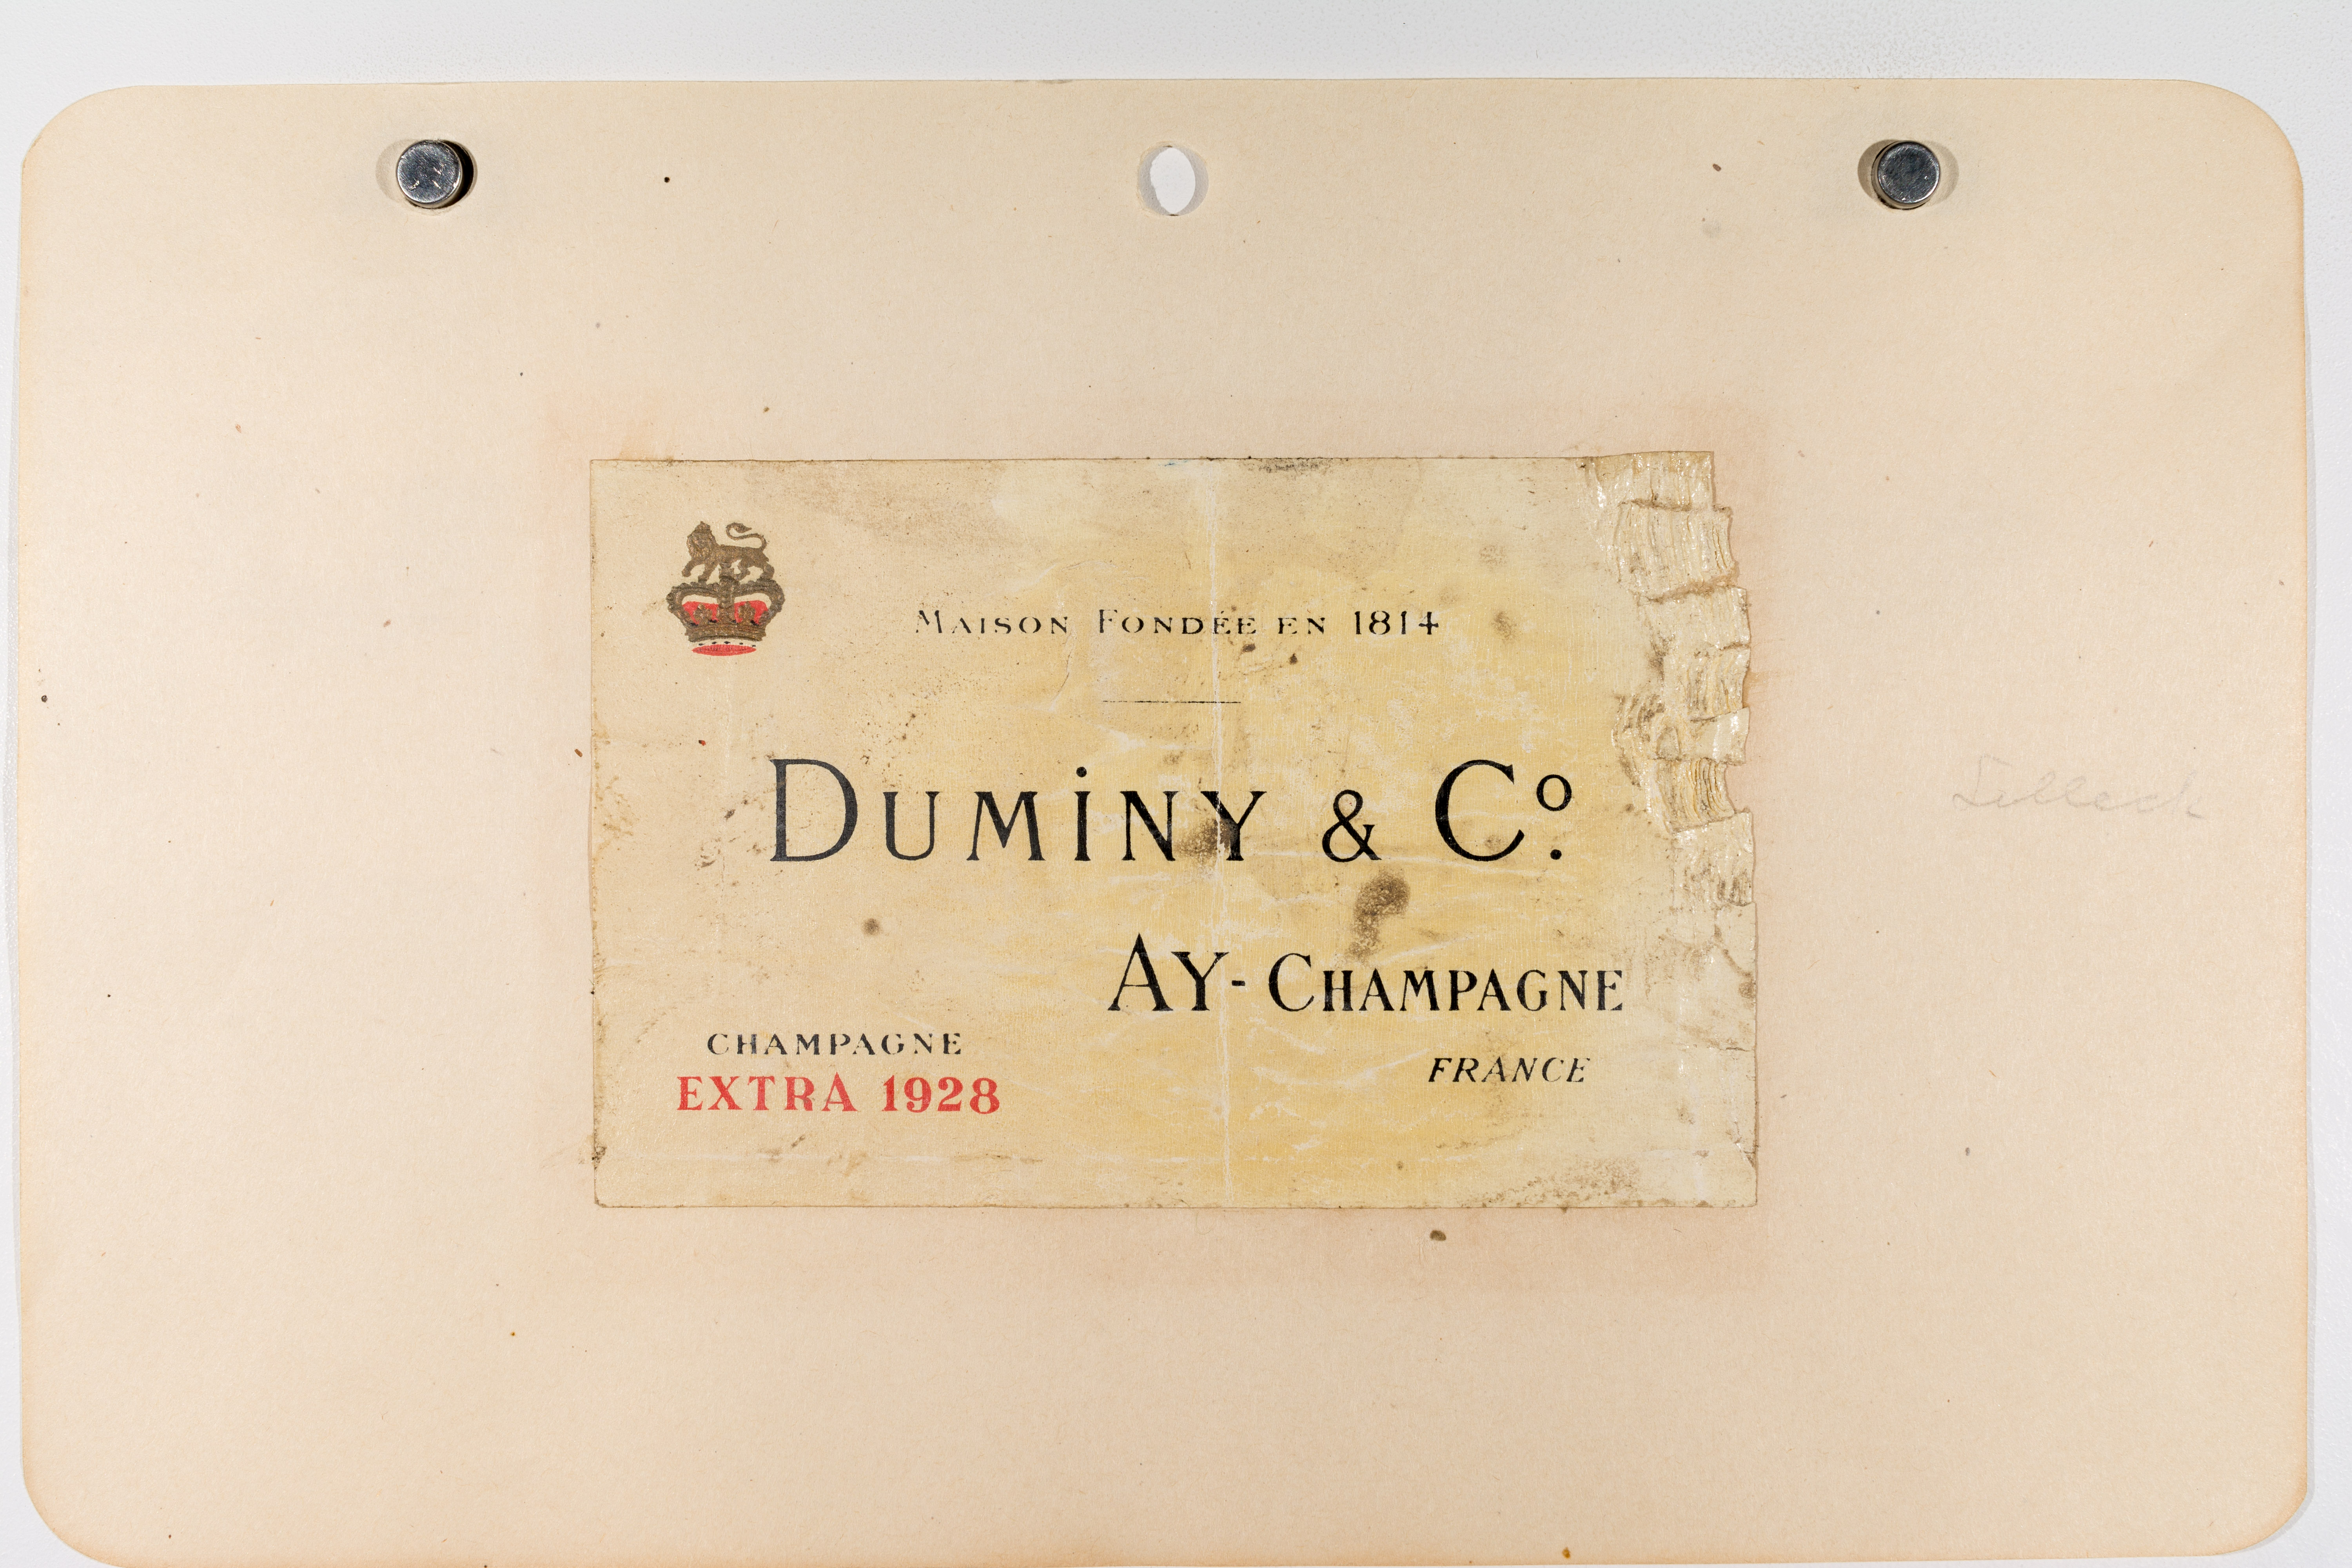 MAISON FONDÉE EN 1814
DUMINY & Cº.
AY-CHAMPAGNE
FRANCE
CHAMPAGNE
EXTRA 1928